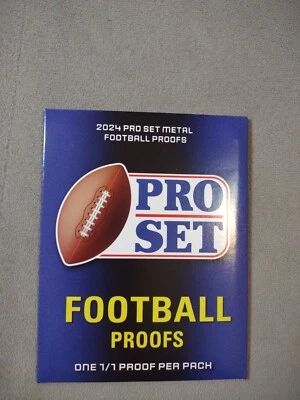 2024 PRO SET METAL
FOOTBALL PROOFS
PRO
SET
FOOTBALL
PROOFS
ONE 1/1 PROOF PER PACK